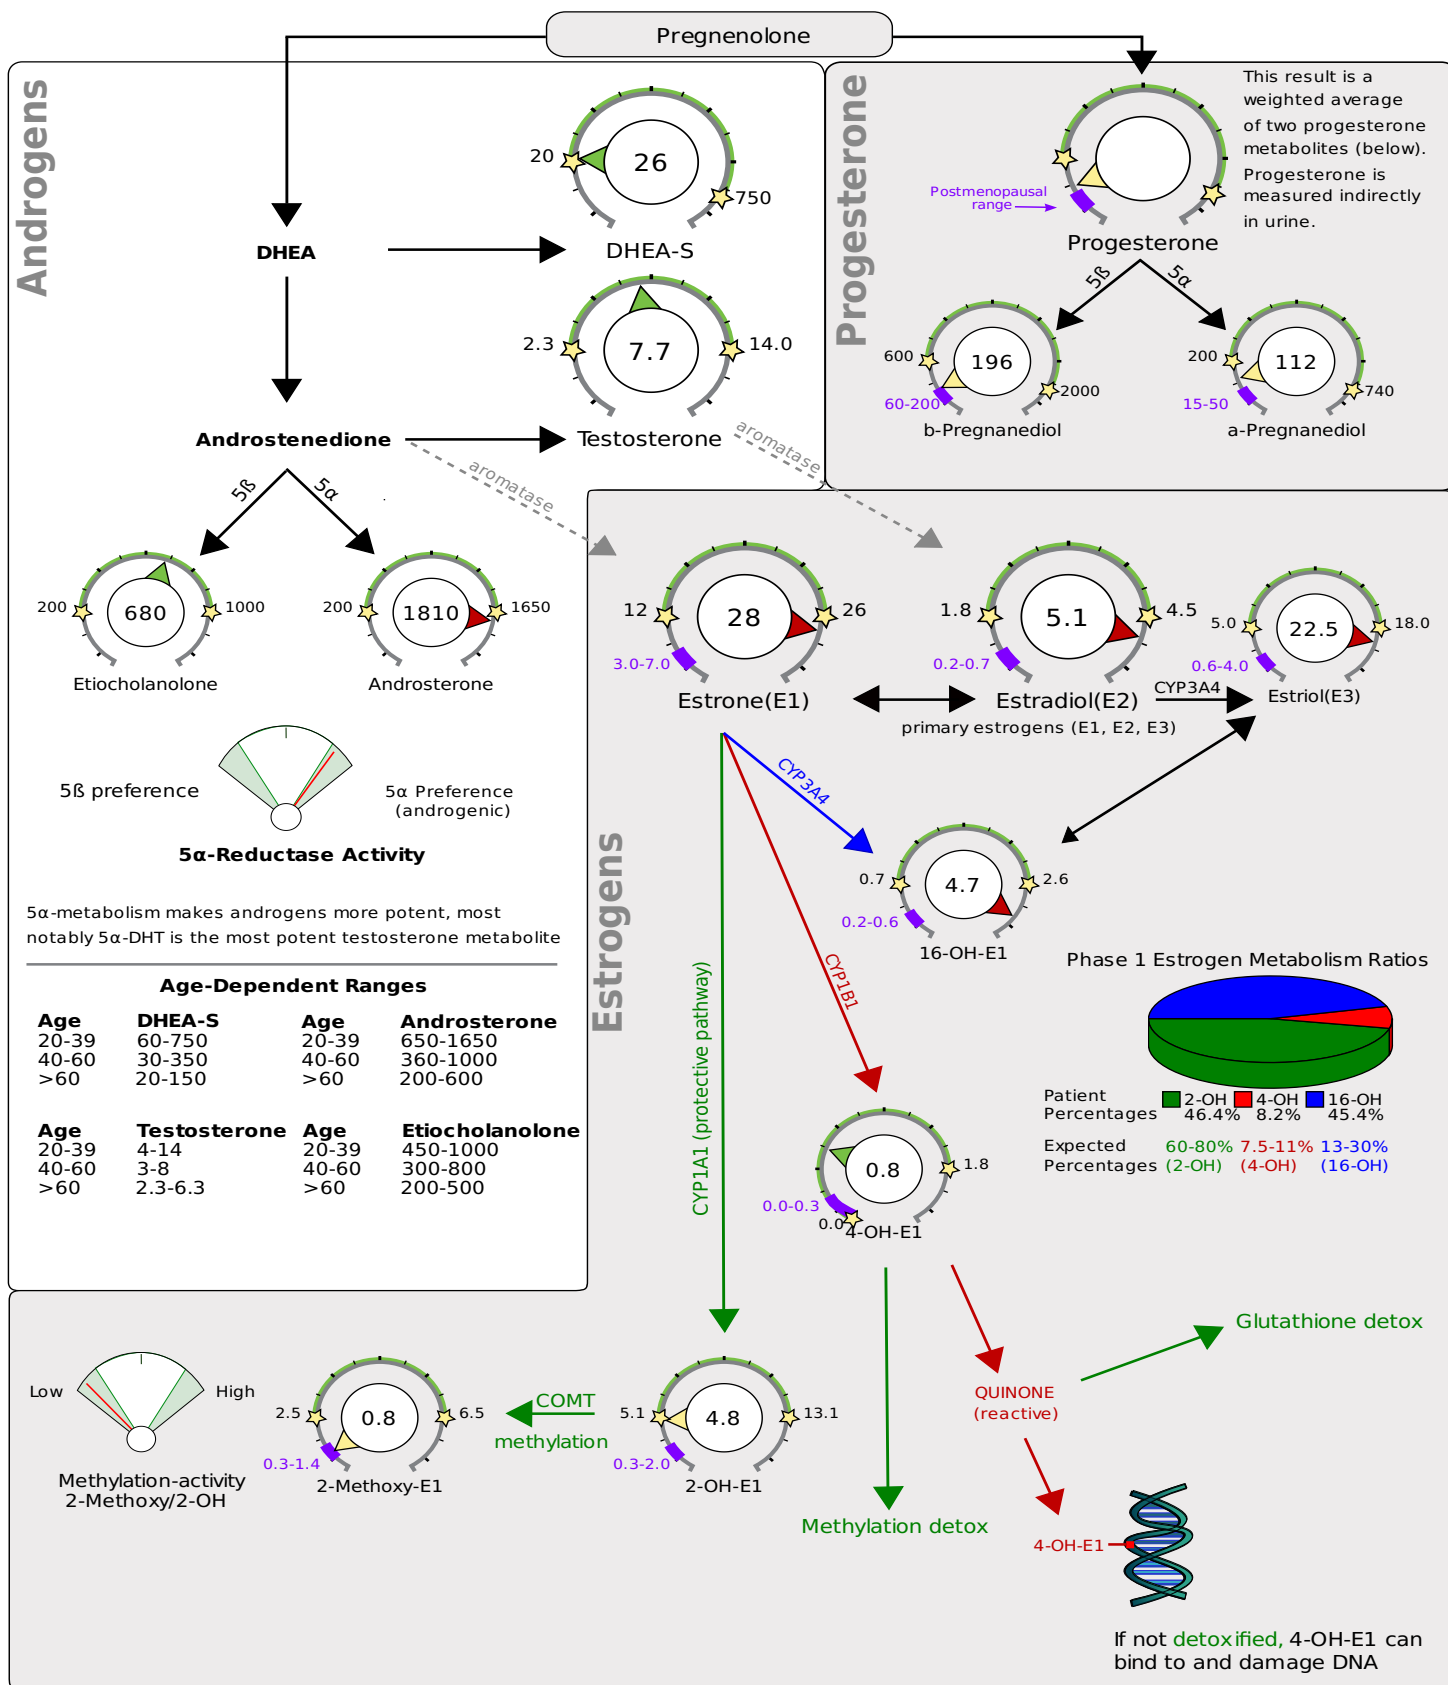 Pregnenolone
Androgens
20
26
750
DHEA
DHEA-S
2.3
7.7
14.0
Androstenedione
Testosterone
aromatase
aromatase
5ß
5α
200
680
1000
Etiocholanolone
200
1810
1650
Androsterone
5ß preference
5α Preference
(androgenic)
5α-Reductase Activity
5α-metabolism makes androgens more potent, most
notably 5α-DHT is the most potent testosterone metabolite
Age-Dependent Ranges
Age DHEA-S Age Androsterone
20-39 60-750 20-39 650-1650
40-60 30-350 40-60 360-1000
>60 20-150 >60 200-600
Age Testosterone Age Etiocholanolone
20-39 4-14 20-39 450-1000
40-60 3-8 40-60 300-800
>60 2.3-6.3 >60 200-500
Progesterone
This result is a
weighted average
of two progesterone
metabolites (below).
Progesterone is
measured indirectly
in urine.
Postmenopausal
range
Progesterone
5ß
5α
600
196
2000
60-200
b-Pregnanediol
200
112
740
15-50
a-Pregnanediol
Estrogens
12
28
26
3.0-7.0
Estrone(E1)
1.8
5.1
4.5
0.2-0.7
Estradiol(E2)
CYP3A4
5.0
22.5
18.0
0.6-4.0
Estriol(E3)
primary estrogens (E1, E2, E3)
CYP3A4
0.7
4.7
2.6
0.2-0.6
16-OH-E1
CYP1B1
CYP1A1 (protective pathway)
Phase 1 Estrogen Metabolism Ratios
Patient 2-OH 4-OH 16-OH
Percentages 46.4% 8.2% 45.4%
Expected 60-80% 7.5-11% 13-30%
Percentages (2-OH) (4-OH) (16-OH)
0.8
1.8
0.0-0.3
0.0
4-OH-E1
Low
High
Methylation-activity
2-Methoxy/2-OH
2.5
0.8
6.5
0.3-1.4
2-Methoxy-E1
COMT
methylation
5.1
4.8
13.1
0.3-2.0
2-OH-E1
Methylation detox
Glutathione detox
QUINONE
(reactive)
4-OH-E1
If not detoxified, 4-OH-E1 can
bind to and damage DNA